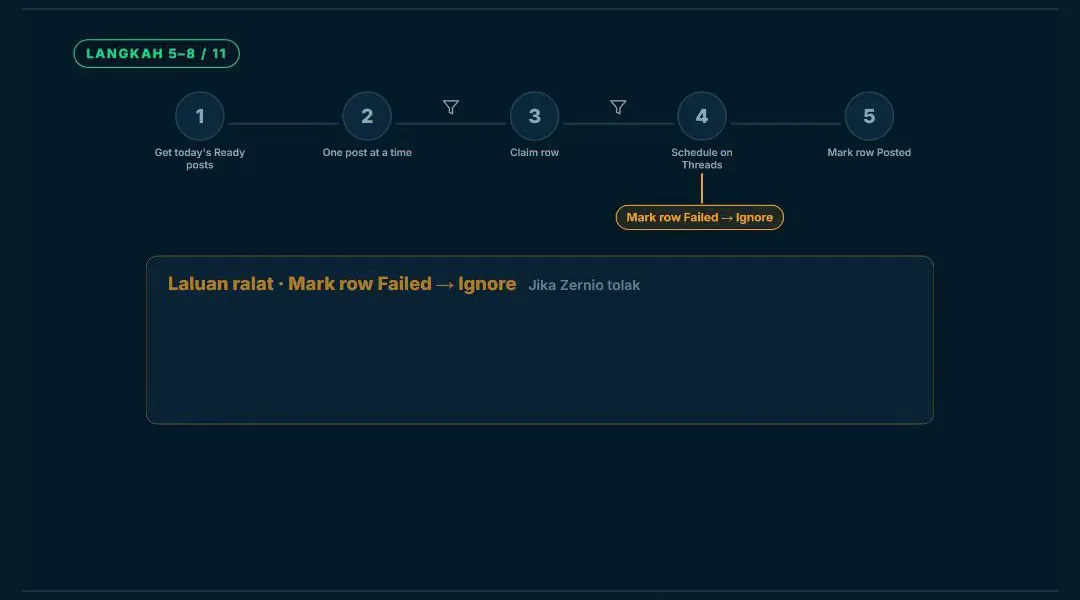 LANGKAH 5–8 / 11
1
2
3
4
5
Get today's Ready
posts
One post at a time
Claim row
Schedule on
Threads
Mark row Posted
Mark row Failed → Ignore
Laluan ralat · Mark row Failed → Ignore Jika Zernio tolak